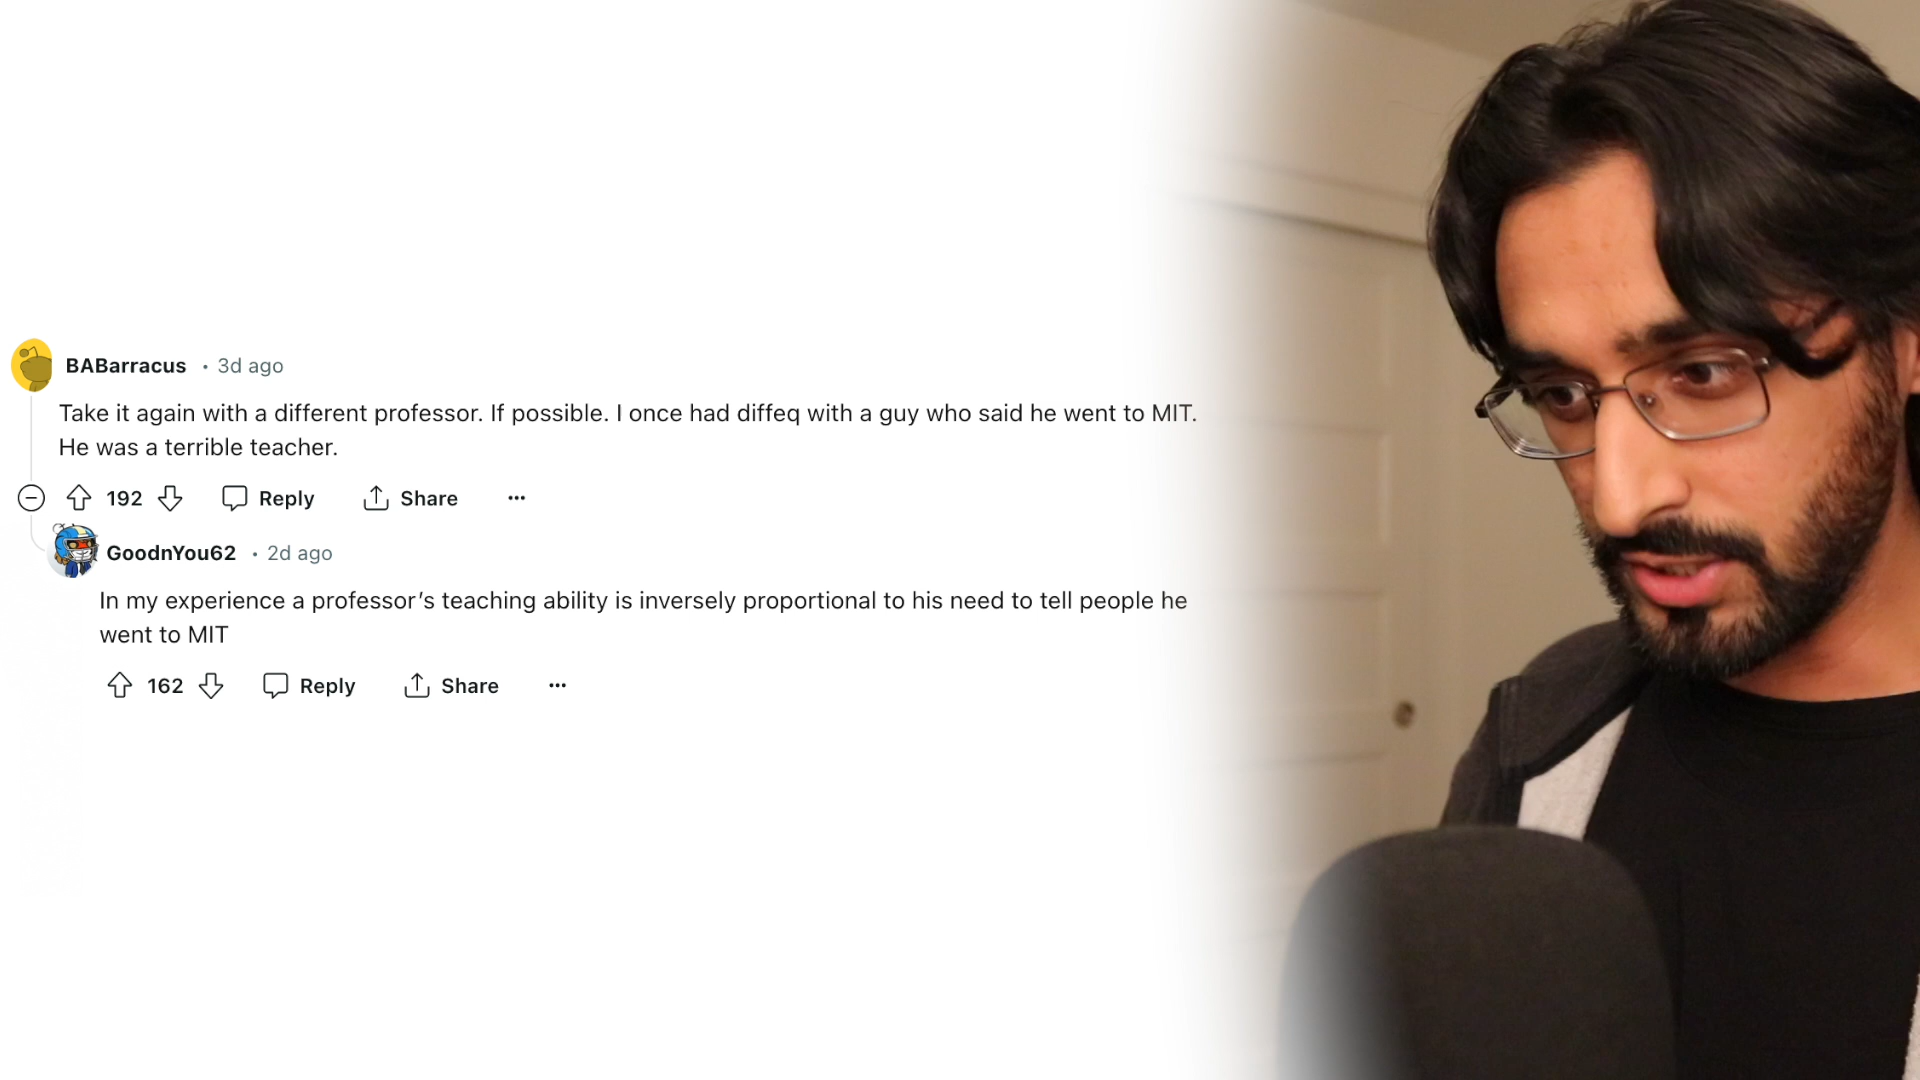 BABarracus • 3d ago
Take it again with a different professor. If possible. I once had diffeq with a guy who said he went to MIT.
He was a terrible teacher.
192 Reply Share ...
GoodnYou62 • 2d ago
In my experience a professor's teaching ability is inversely proportional to his need to tell people he
went to MIT
162 Reply Share ...